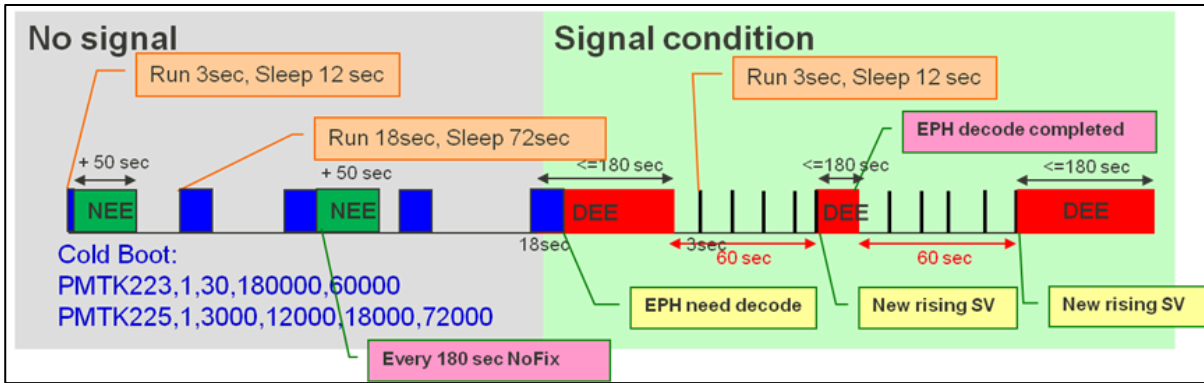 No signal
Signal condition
Run 3sec, Sleep 12 sec
Run 3sec, Sleep 12 sec
Run 18sec, Sleep 72sec
EPH decode completed
+ 50 sec
+ 50 sec
<=180 sec
<=180 sec
<=180 sec
NEE
NEE
DEE
DEE
DEE
18sec
3sec
60 sec
60 sec
Cold Boot:
PMTK223,1,30,180000,60000
PMTK225,1,3000,12000,18000,72000
EPH need decode
New rising SV
New rising SV
Every 180 sec NoFix